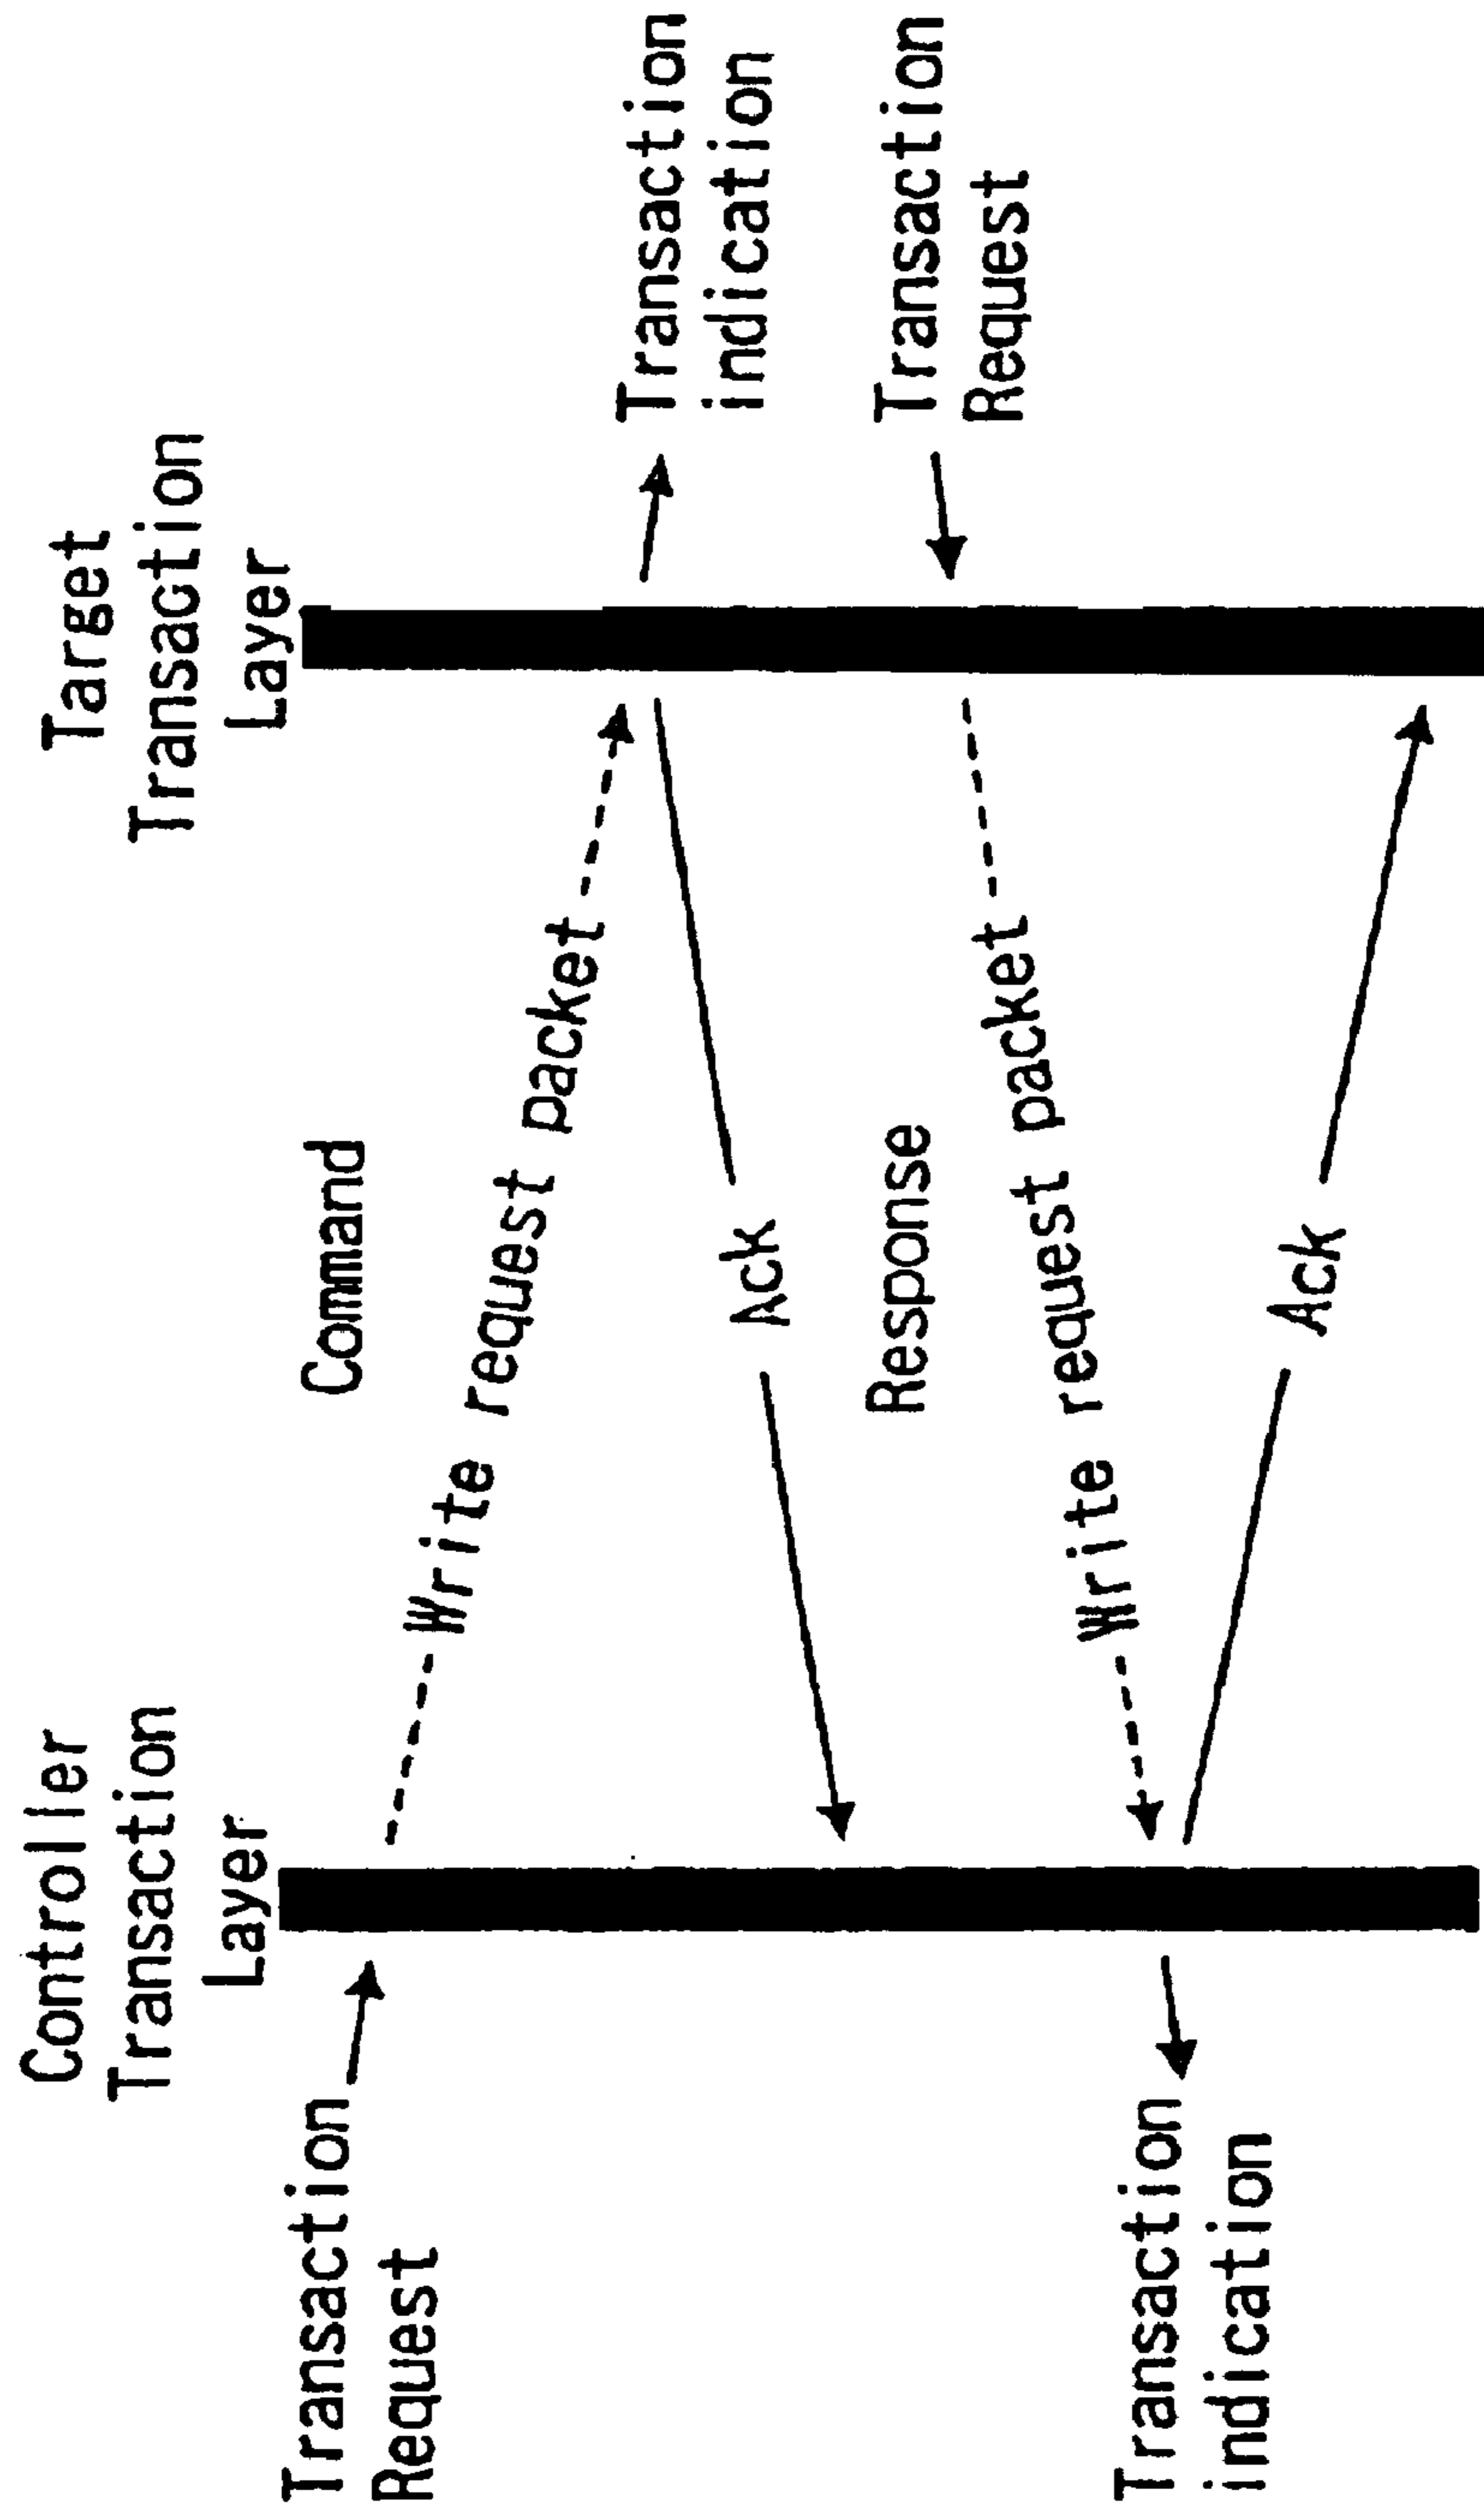 Controller
Transaction
Layer
Target
Transaction
Layer
Transaction
Request
Command
Write request packet
Transaction
indication
Ack
Response
Transaction
Request
Write request packet
Transaction
indication
Ack